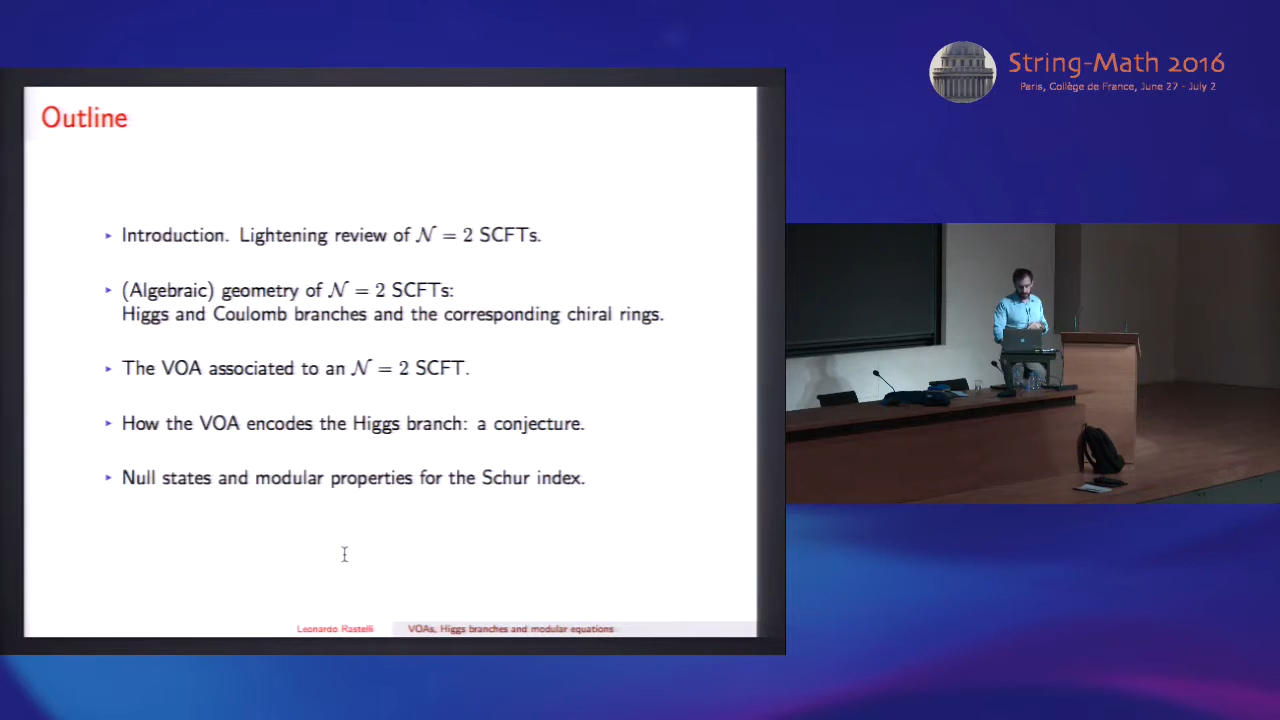 String-Math 2016
Paris, Collège de France, June 27 - July 2
Outline
Introduction. Lightening review of 𝒩 = 2 SCFTs.
(Algebraic) geometry of 𝒩 = 2 SCFTs:
Higgs and Coulomb branches and the corresponding chiral rings.
The VOA associated to an 𝒩 = 2 SCFT.
How the VOA encodes the Higgs branch: a conjecture.
Null states and modular properties for the Schur index.
Leonardo Rastelli VOAs, Higgs branches and modular equations